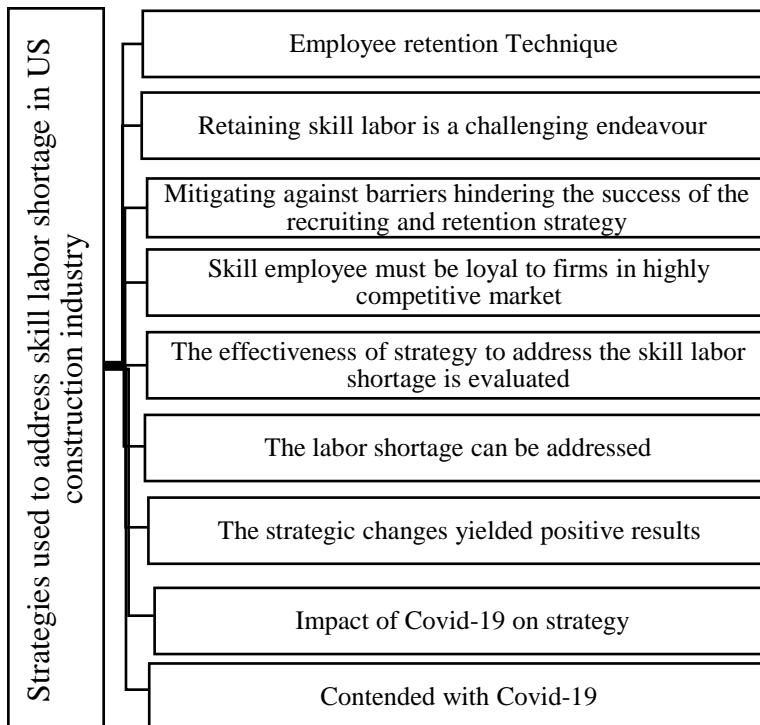 Strategies used to address skill labor shortage in US
construction industry
Employee retention Technique
Retaining skill labor is a challenging endeavour
Mitigating against barriers hindering the success of the
recruiting and retention strategy
Skill employee must be loyal to firms in highly
competitive market
The effectiveness of strategy to address the skill labor
shortage is evaluated
The labor shortage can be addressed
The strategic changes yielded positive results
Impact of Covid-19 on strategy
Contended with Covid-19